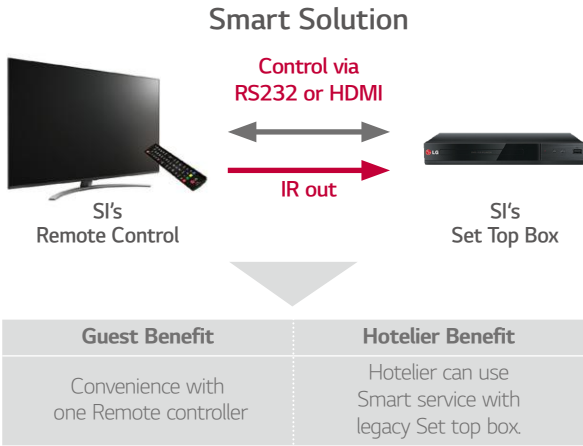 Smart Solution
Control via
RS232 or HDMI
IR out
LG
SI's
Remote Control
SI's
Set Top Box
Guest Benefit
Hotelier Benefit
Convenience with
one Remote controller
Hotelier can use
Smart service with
legacy Set top box.